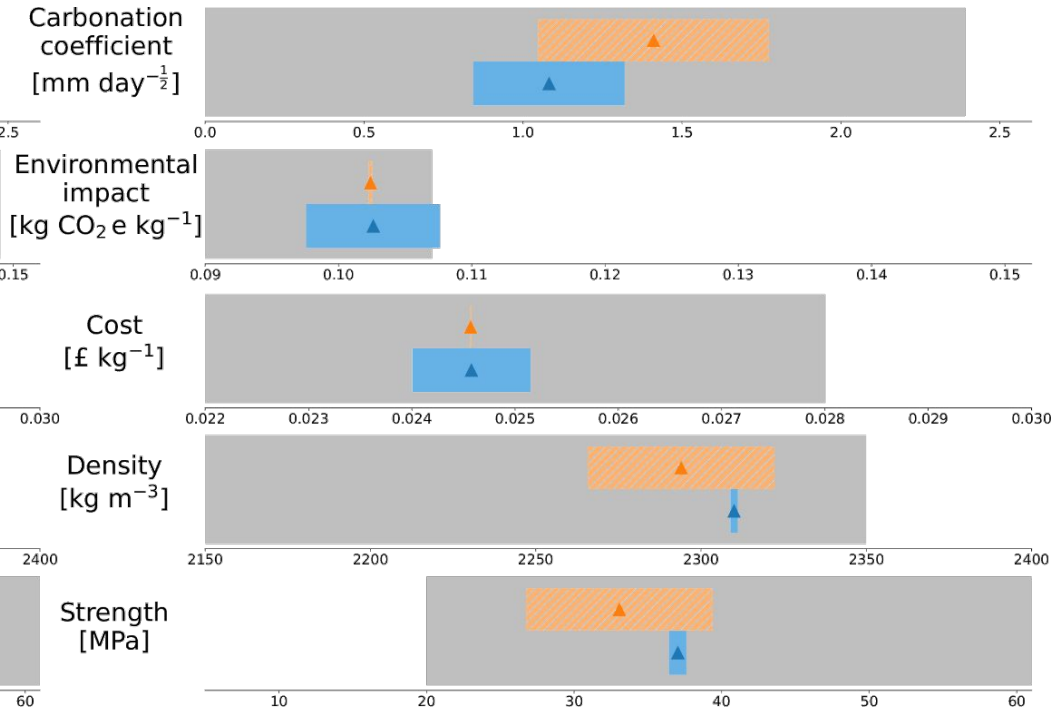 Carbonation
coefficient
[mm day^{-\frac{1}{2}}]
2.5
0.0 0.5 1.0 1.5 2.0 2.5
Environmental
impact
[kg CO₂ e kg⁻¹]
0.15
0.09 0.10 0.11 0.12 0.13 0.14 0.15
Cost
[£ kg⁻¹]
0.030
0.022 0.023 0.024 0.025 0.026 0.027 0.028 0.029 0.030
Density
[kg m⁻³]
2400
2150 2200 2250 2300 2350 2400
Strength
[MPa]
60
10 20 30 40 50 60